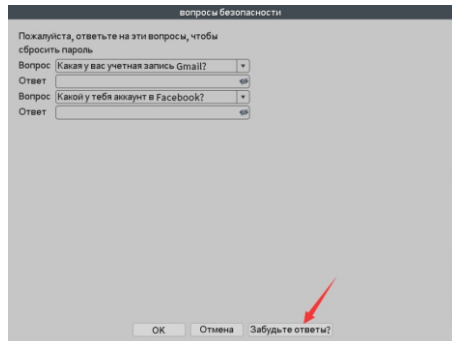 вопросы безопасности
Пожалуйста, ответьте на эти вопросы, чтобы
сбросить пароль
Вопрос Какая у вас учетная запись Gmail?
Ответ
Вопрос Какой у тебя аккаунт в Facebook?
Ответ
OK Отмена Забудьте ответы?